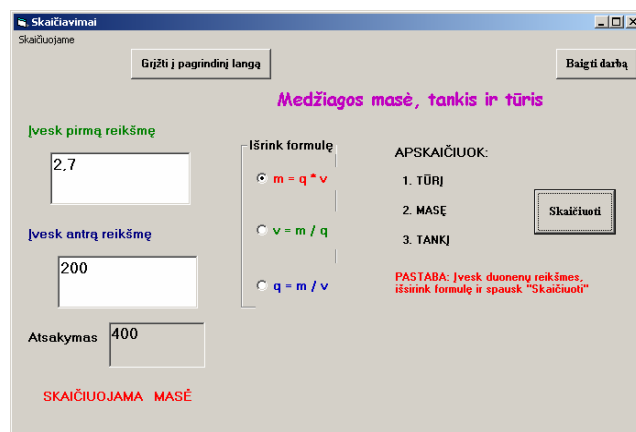 Skaičiavimai
Skaičiuojame
Grįžti į pagrindinį langą
Baigti darbą
Medžiagos masė, tankis ir tūris
Įvesk pirmą reikšmę
2,7
Įvesk antrą reikšmę
200
Atsakymas 400
SKAIČIUOJAMA MASĖ
Išrink formulę
m = q * v
v = m / q
q = m / v
APSKAIČIUOK:
1. TŪRĮ
2. MASĘ
3. TANKĮ
Skaičiuoti
PASTABA: Įvesk duonenų reikšmes,
išsirink formulę ir spausk "Skaičiuoti"